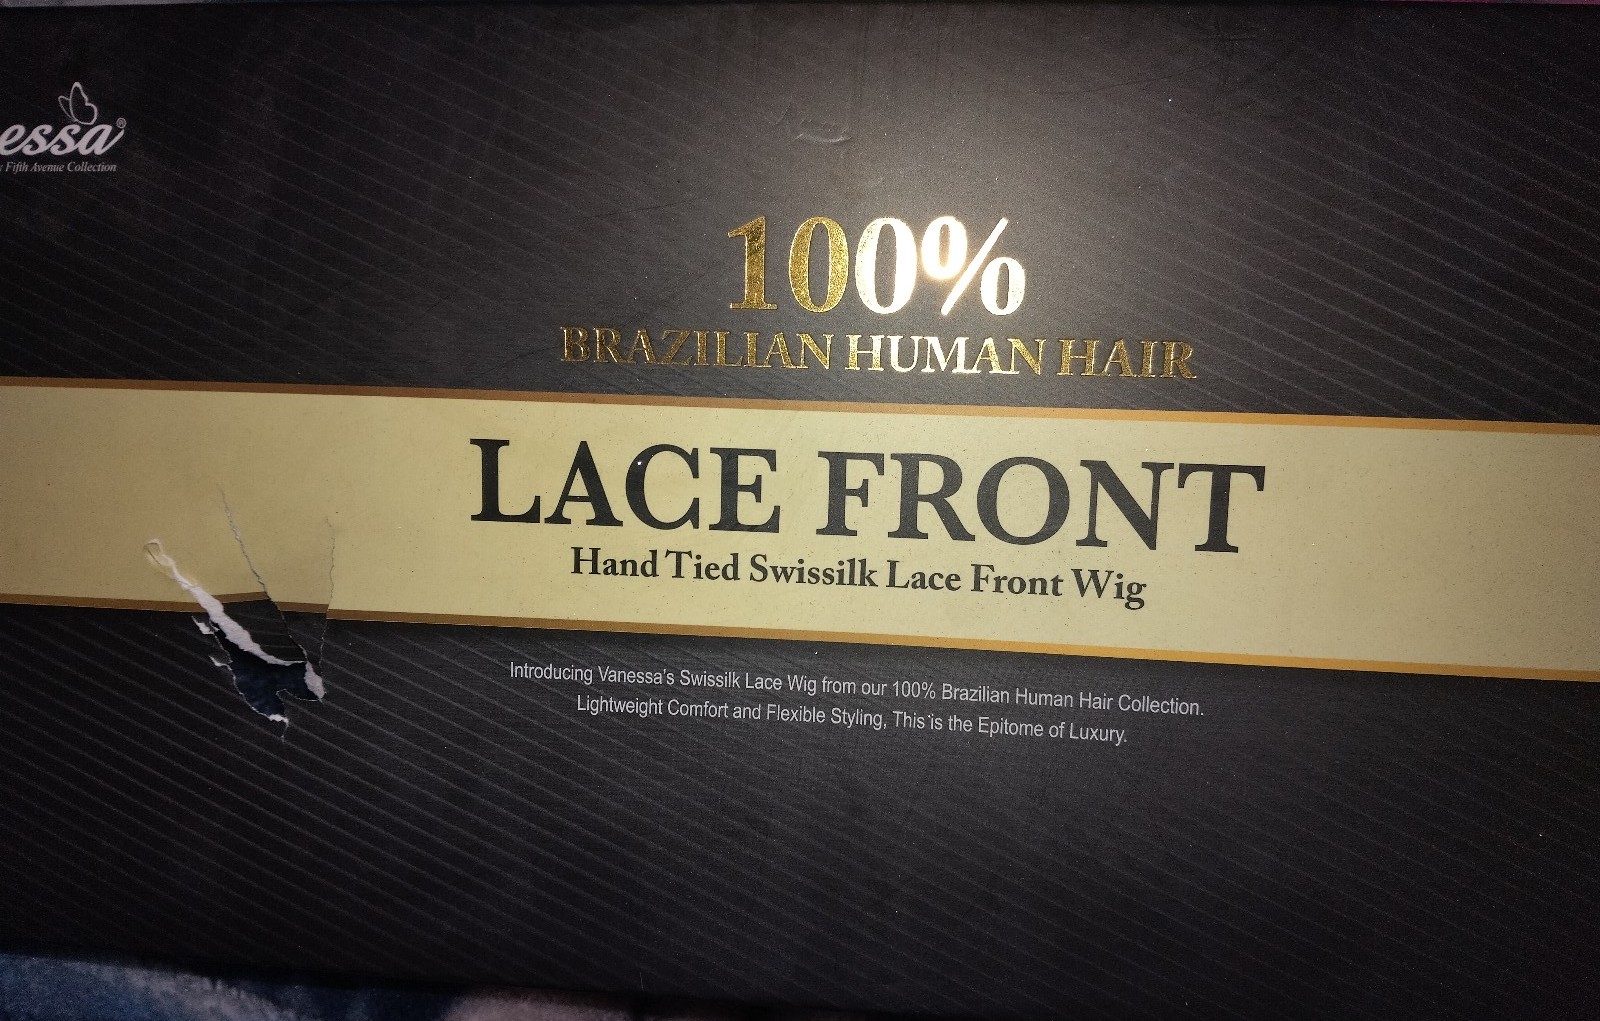 essa®
Fifth Avenue Collection
100%
BRAZILIAN HUMAN HAIR
LACE FRONT
Hand Tied Swissilk Lace Front Wig
Introducing Vanessa's Swissilk Lace Wig from our 100% Brazilian Human Hair Collection.
Lightweight Comfort and Flexible Styling, This is the Epitome of Luxury.